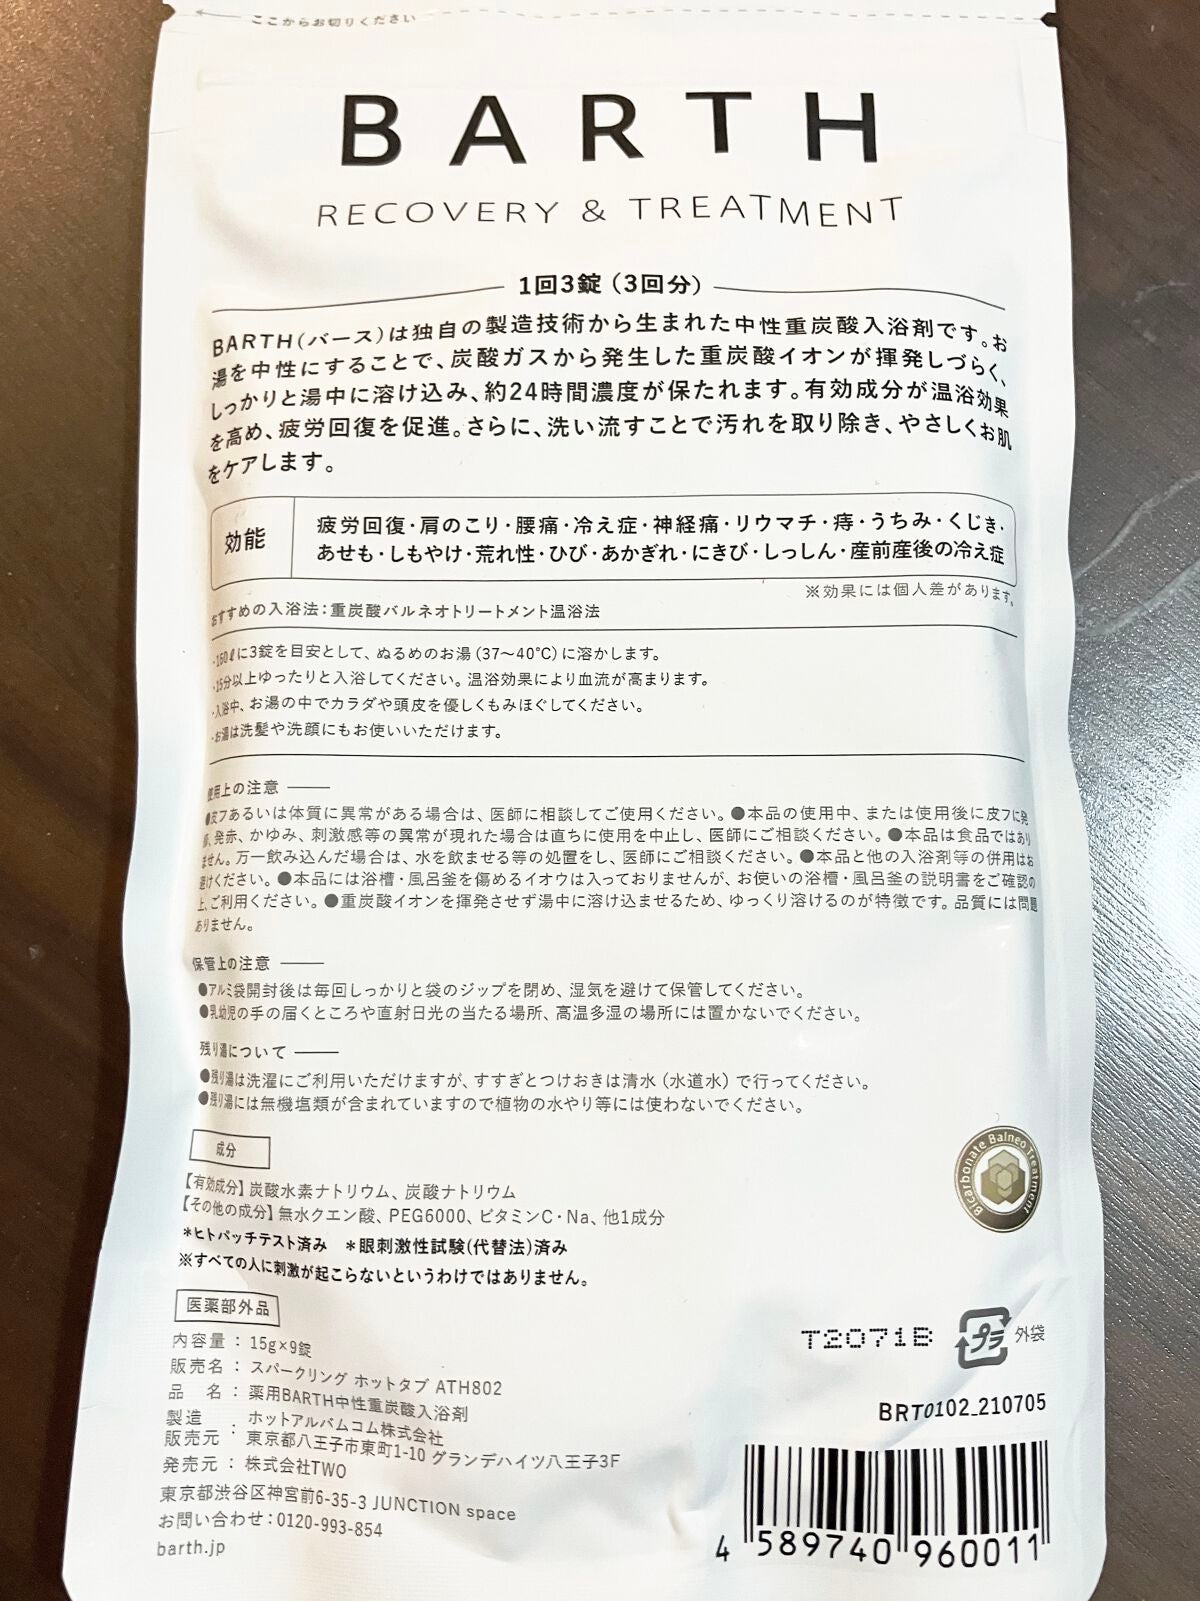 ここからお切りください
BARTH
RECOVERY & TREATMENT
1回3錠（3回分）
BARTH(バース)は独自の製造技術から生まれた中性重炭酸入浴剤です。お
湯を中性にすることで、炭酸ガスから発生した重炭酸イオンが揮発しづらく、
しっかりと湯中に溶け込み、約24時間濃度が保たれます。有効成分が温浴効果
を高め、疲労回復を促進。さらに、洗い流すことで汚れを取り除き、やさしくお肌
をケアします。
効能
疲労回復・肩のこり・腰痛・冷え症・神経痛・リウマチ・痔・うちみ・くじき・
あせも・しもやけ・荒れ性・ひび・あかぎれ・にきび・しっしん・産前産後の冷え症
※効果には個人差があります。
おすすめの入浴法：重炭酸バルネオトリートメント温浴法
・160ℓに3錠を目安として、ぬるめのお湯（37〜40℃）に溶かします。
・15分以上ゆったりと入浴してください。温浴効果により血流が高まります。
・入浴中、お湯の中でカラダや頭皮を優しくもみほぐしてください。
・お湯は洗髪や洗顔にもお使いいただけます。
使用上の注意
●皮フあるいは体質に異常がある場合は、医師に相談してご使用ください。●本品の使用中、または使用後に皮フに発
疹、発赤、かゆみ、刺激感等の異常が現れた場合は直ちに使用を中止し、医師にご相談ください。●本品は食品ではあり
ません。万一飲み込んだ場合は、水を飲ませる等の処置をし、医師にご相談ください。●本品と他の入浴剤等の併用はお
避けください。●本品には浴槽・風呂釜を傷めるイオウは入っておりませんが、お使いの浴槽・風呂釜の説明書をご確認の
上、ご利用ください。●重炭酸イオンを揮発させず湯中に溶け込ませるため、ゆっくり溶けるのが特徴です。品質には問題
ありません。
保管上の注意
●アルミ袋開封後は毎回しっかりと袋のジップを閉め、湿気を避けて保管してください。
●乳幼児の手の届くところや直射日光の当たる場所、高温多湿の場所には置かないでください。
残り湯について
●残り湯は洗濯にご利用いただけますが、すすぎとつけおきは清水（水道水）で行ってください。
●残り湯には無機塩類が含まれていますので植物の水やり等には使わないでください。
成分
【有効成分】炭酸水素ナトリウム、炭酸ナトリウム
【その他の成分】無水クエン酸、PEG6000、ビタミンC・Na、他1成分
＊ヒトパッチテスト済み ＊眼刺激性試験(代替法)済み
※すべての人に刺激が起こらないというわけではありません。
Bicarbonate Balneo Treatment
医薬部外品
内容量：15g×9錠
販売名：スパークリング ホットタブ ATH802
品 名：薬用BARTH中性重炭酸入浴剤
製造
販売元：ホットアルバムコム株式会社
東京都八王子市東町1-10 グランデハイツ八王子3F
発売元：株式会社TWO
東京都渋谷区神宮前6-35-3 JUNCTION space
お問い合わせ：0120-993-854
barth.jp
T2071B
プラ 外袋
BRT0102_210705
4 589740 960011